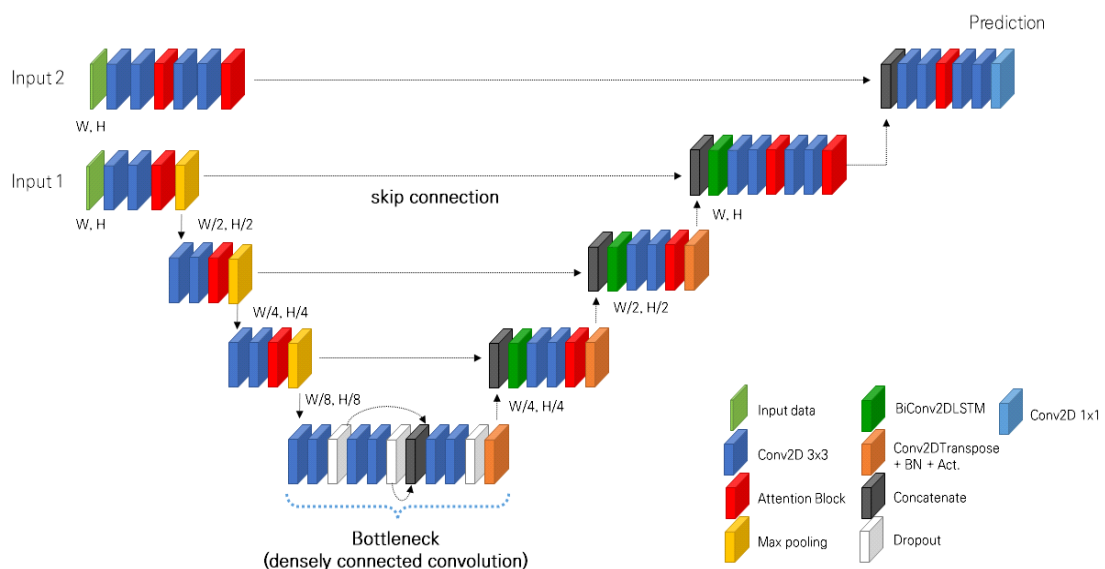 Prediction
Input 2
W, H
Input 1
skip connection
W, H
W, H
W/2, H/2
W/4, H/4
W/2, H/2
W/8, H/8
W/4, H/4
Bottleneck
(densely connected convolution)
Input data
BiConv2DLSTM
Conv2D 1x1
Conv2D 3x3
Conv2DTranspose
+ BN + Act.
Attention Block
Concatenate
Max pooling
Dropout